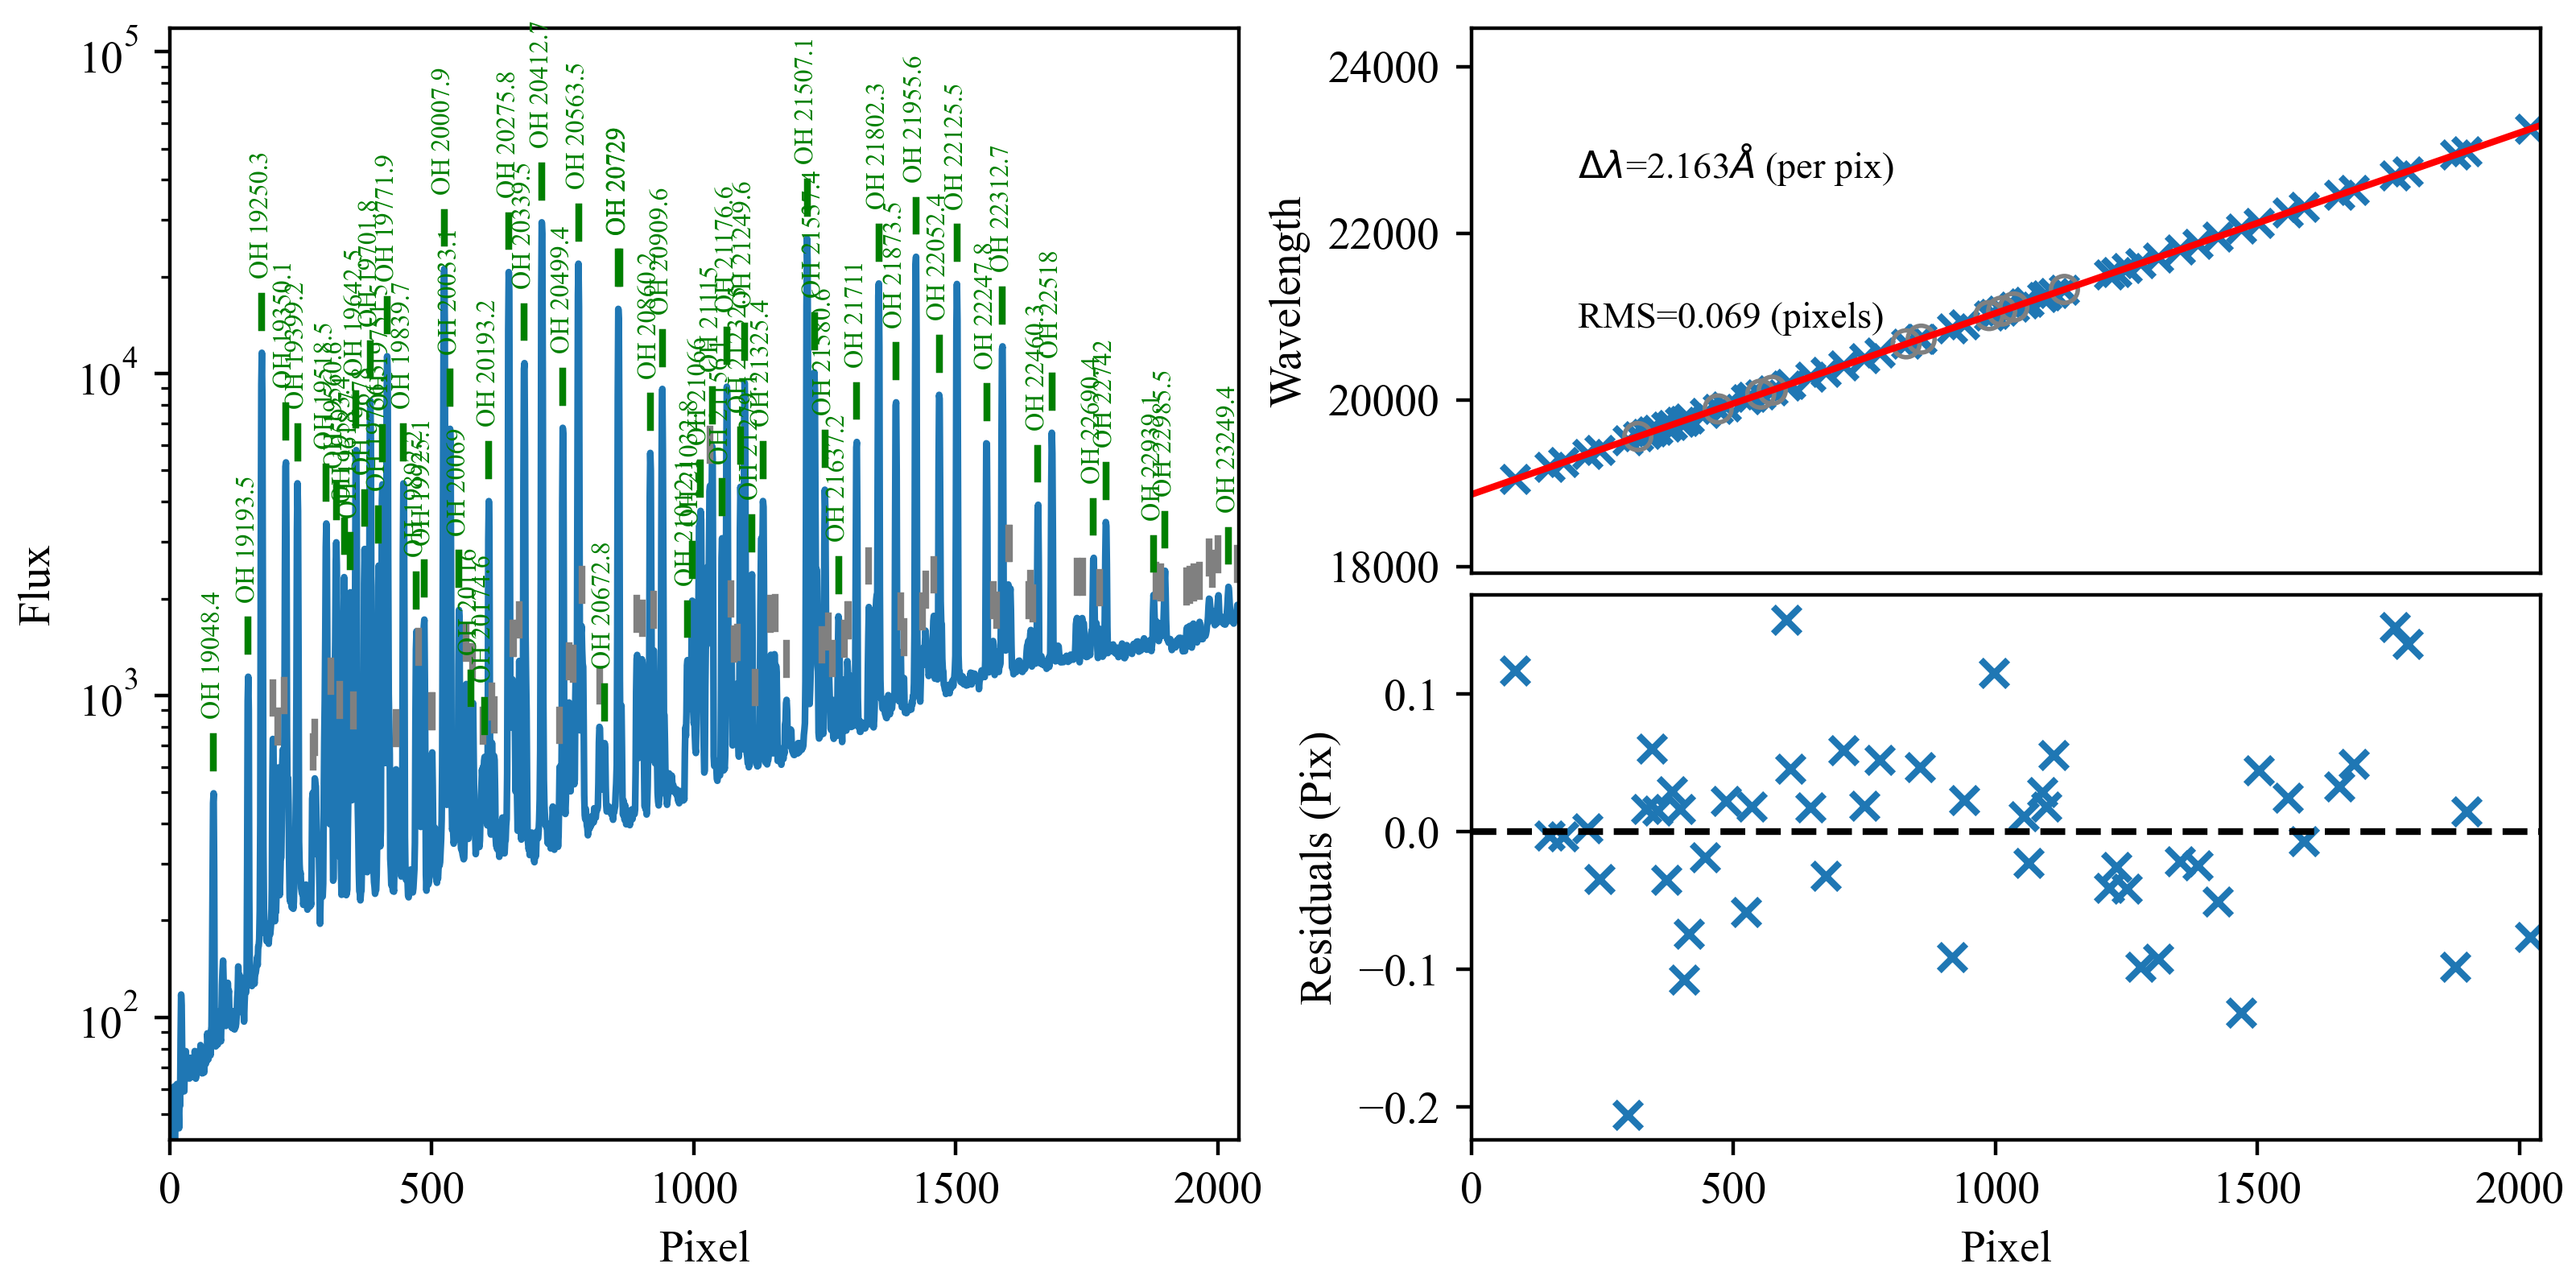 10^5
10^4
10^3
10^2
Flux
0
500
1000
1500
2000
Pixel
OH 19048.4
OH 19193.5
OH 19250.3
OH 19350.1
OH 19399.2
OH 19518.5
OH 19642.5
OH 19701.8
OH 19771.9
OH 19839.7
OH 20007.9
OH 20033.1
OH 20069
OH 20174.6
OH 20193.2
OH 20275.8
OH 20339.5
OH 20412.7
OH 20499.4
OH 20563.5
OH 20672.8
OH 20729
OH 20860.2
OH 20909.6
OH 21032.8
OH 21066
OH 21115
OH 21176.6
OH 21249.6
OH 21325.4
OH 21507.1
OH 21537.4
OH 21580.6
OH 21637.2
OH 21711
OH 21802.3
OH 21873.5
OH 21955.6
OH 22052.4
OH 22125.5
OH 22247.8
OH 22312.7
OH 22460.3
OH 22518
OH 22690.4
OH 22742
OH 22939.1
OH 22985.5
OH 23249.4
24000
22000
20000
18000
Wavelength
Δλ=2.163Å (per pix)
RMS=0.069 (pixels)
0.1
0.0
−0.1
−0.2
Residuals (Pix)
0
500
1000
1500
2000
Pixel